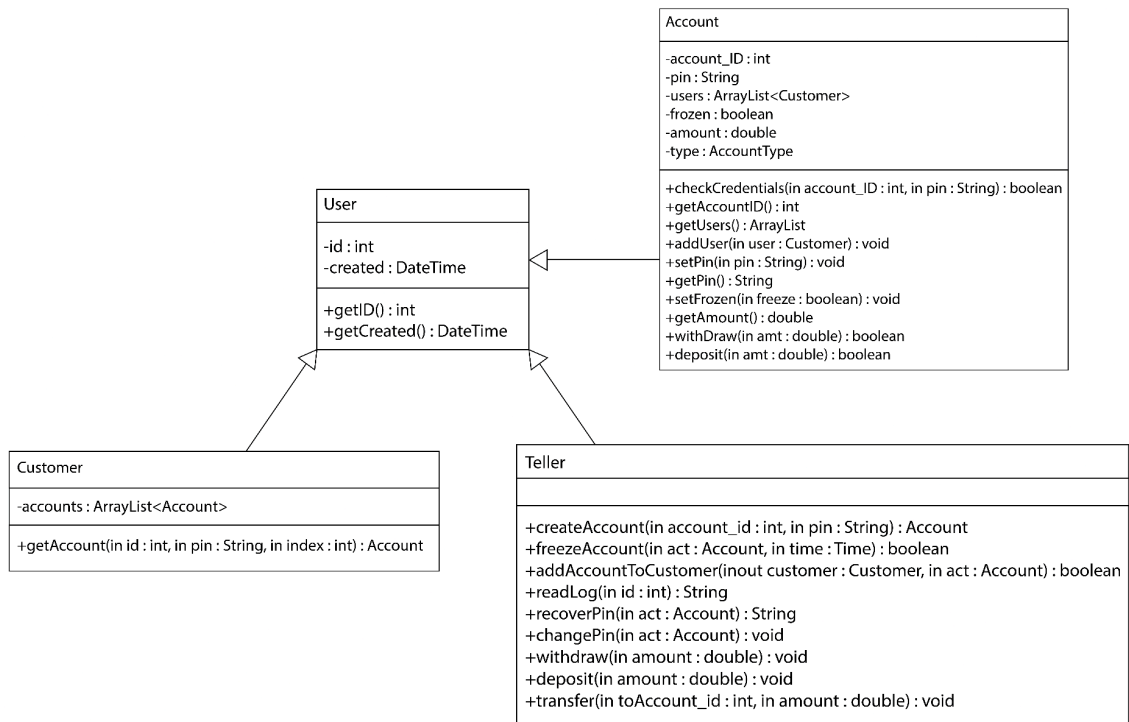 Account
-account_ID : int
-pin : String
-users : ArrayList<Customer>
-frozen : boolean
-amount : double
-type : AccountType
+checkCredentials(in account_ID : int, in pin : String) : boolean
+getAccountID() : int
+getUsers() : ArrayList
+addUser(in user : Customer) : void
+setPin(in pin : String) : void
+getPin() : String
+setFrozen(in freeze : boolean) : void
+getAmount() : double
+withDraw(in amt : double) : boolean
+deposit(in amt : double) : boolean
User
-id : int
-created : DateTime
+getID() : int
+getCreated() : DateTime
Customer
-accounts : ArrayList<Account>
+getAccount(in id : int, in pin : String, in index : int) : Account
Teller
+createAccount(in account_id : int, in pin : String) : Account
+freezeAccount(in act : Account, in time : Time) : boolean
+addAccountToCustomer(inout customer : Customer, in act : Account) : boolean
+readLog(in id : int) : String
+recoverPin(in act : Account) : String
+changePin(in act : Account) : void
+withdraw(in amount : double) : void
+deposit(in amount : double) : void
+transfer(in toAccount_id : int, in amount : double) : void